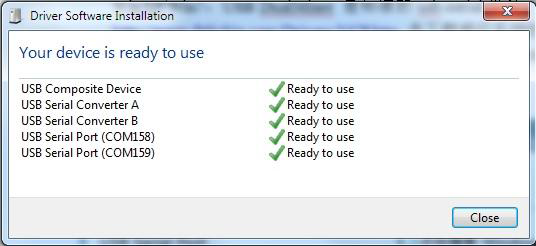 Driver Software Installation
Your device is ready to use
USB Composite Device Ready to use
USB Serial Converter A Ready to use
USB Serial Converter B Ready to use
USB Serial Port (COM158) Ready to use
USB Serial Port (COM159) Ready to use
Close